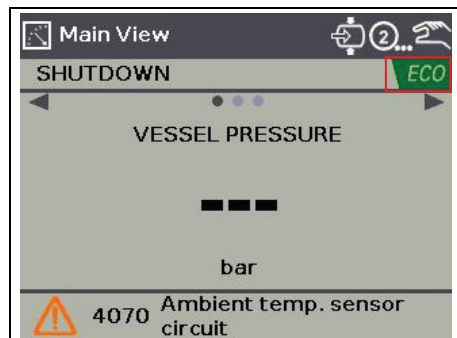 Main View
2...
SHUTDOWN
ECO
VESSEL PRESSURE
---
bar
4070 Ambient temp. sensor
circuit